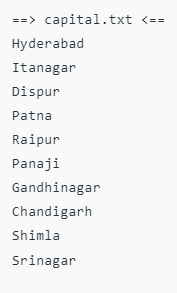 ==> capital.txt <==
Hyderabad
Itanagar
Dispur
Patna
Raipur
Panaji
Gandhinagar
Chandigarh
Shimla
Srinagar